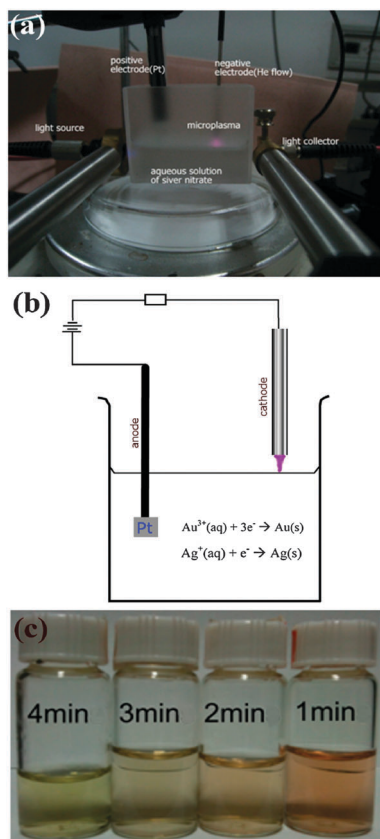 (a)
positive
electrode(Pt)
negative
electrode(He flow)
light source
microplasma
light collector
aqueous solution
of siver nitrate
(b)
anode
cathode
Pt
Au³⁺(aq) + 3e⁻ → Au(s)
Ag⁺(aq) + e⁻ → Ag(s)
(c)
4min
3min
2min
1min